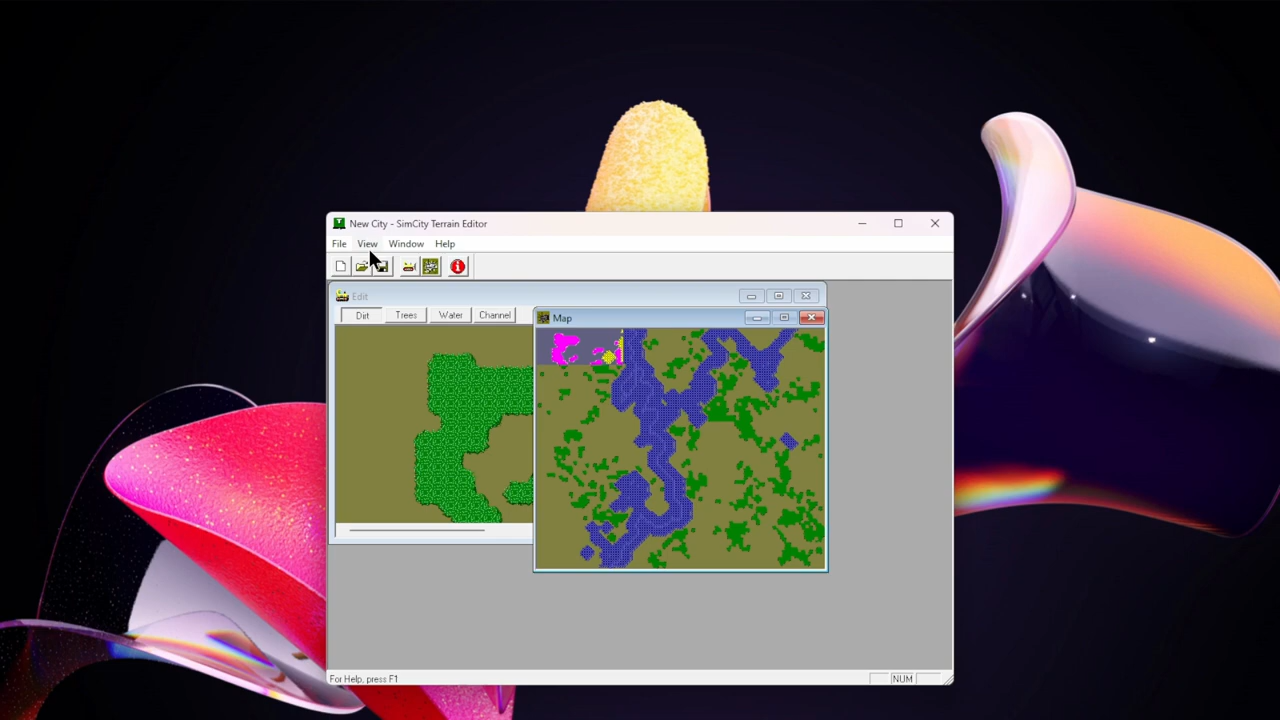 New City - SimCity Terrain Editor
File View Window Help
Edit
Dirt Trees Water Channel
Map
For Help, press F1
NUM